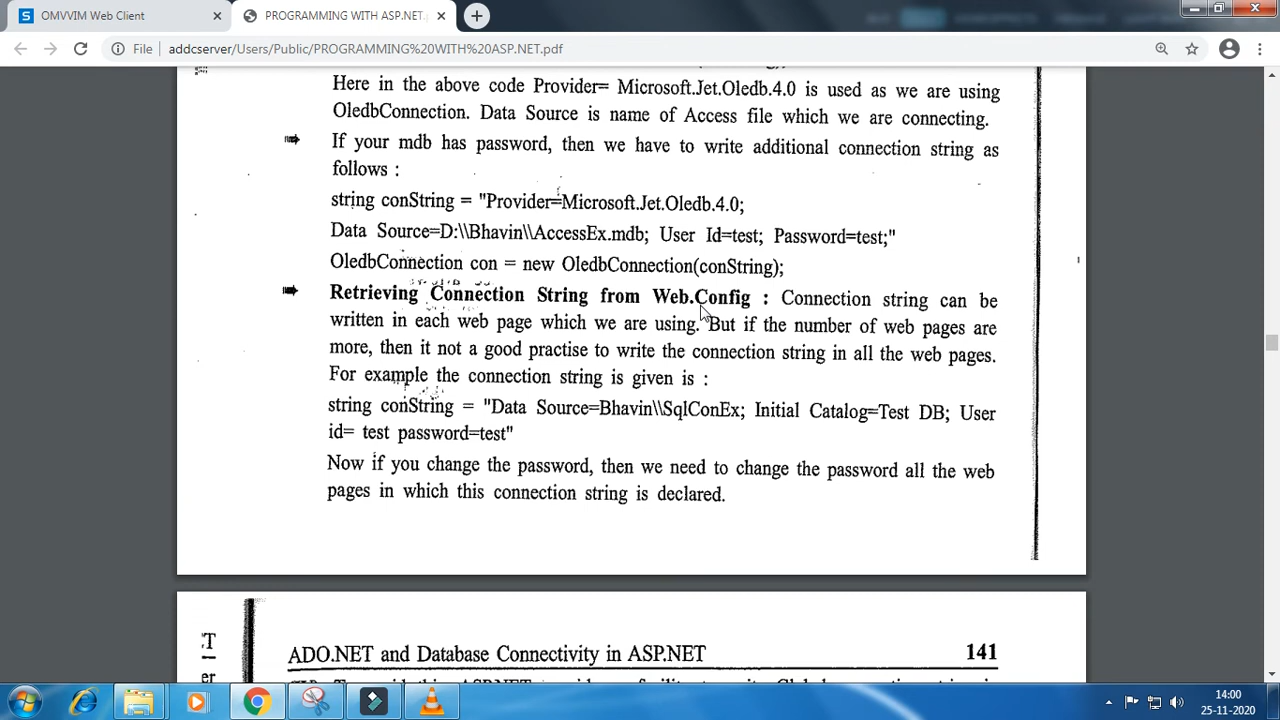 OMVVIM Web Client
PROGRAMMING WITH ASP.NET.p
File addcserver/Users/Public/PROGRAMMING%20WITH%20ASP.NET.pdf
Here in the above code Provider= Microsoft.Jet.Oledb.4.0 is used as we are using
OledbConnection. Data Source is name of Access file which we are connecting.
If your mdb has password, then we have to write additional connection string as
follows :
string conString = "Provider=Microsoft.Jet.Oledb.4.0;
Data Source=D:\\Bhavin\\AccessEx.mdb; User Id=test; Password=test;"
OledbConnection con = new OledbConnection(conString);
Retrieving Connection String from Web.Config : Connection string can be
written in each web page which we are using. But if the number of web pages are
more, then it not a good practise to write the connection string in all the web pages.
For example the connection string is given is :
string conString = "Data Source=Bhavin\\SqlConEx; Initial Catalog=Test DB; User
id= test password=test"
Now if you change the password, then we need to change the password all the web
pages in which this connection string is declared.
T
er
ADO.NET and Database Connectivity in ASP.NET 141
14:00
25-11-2020